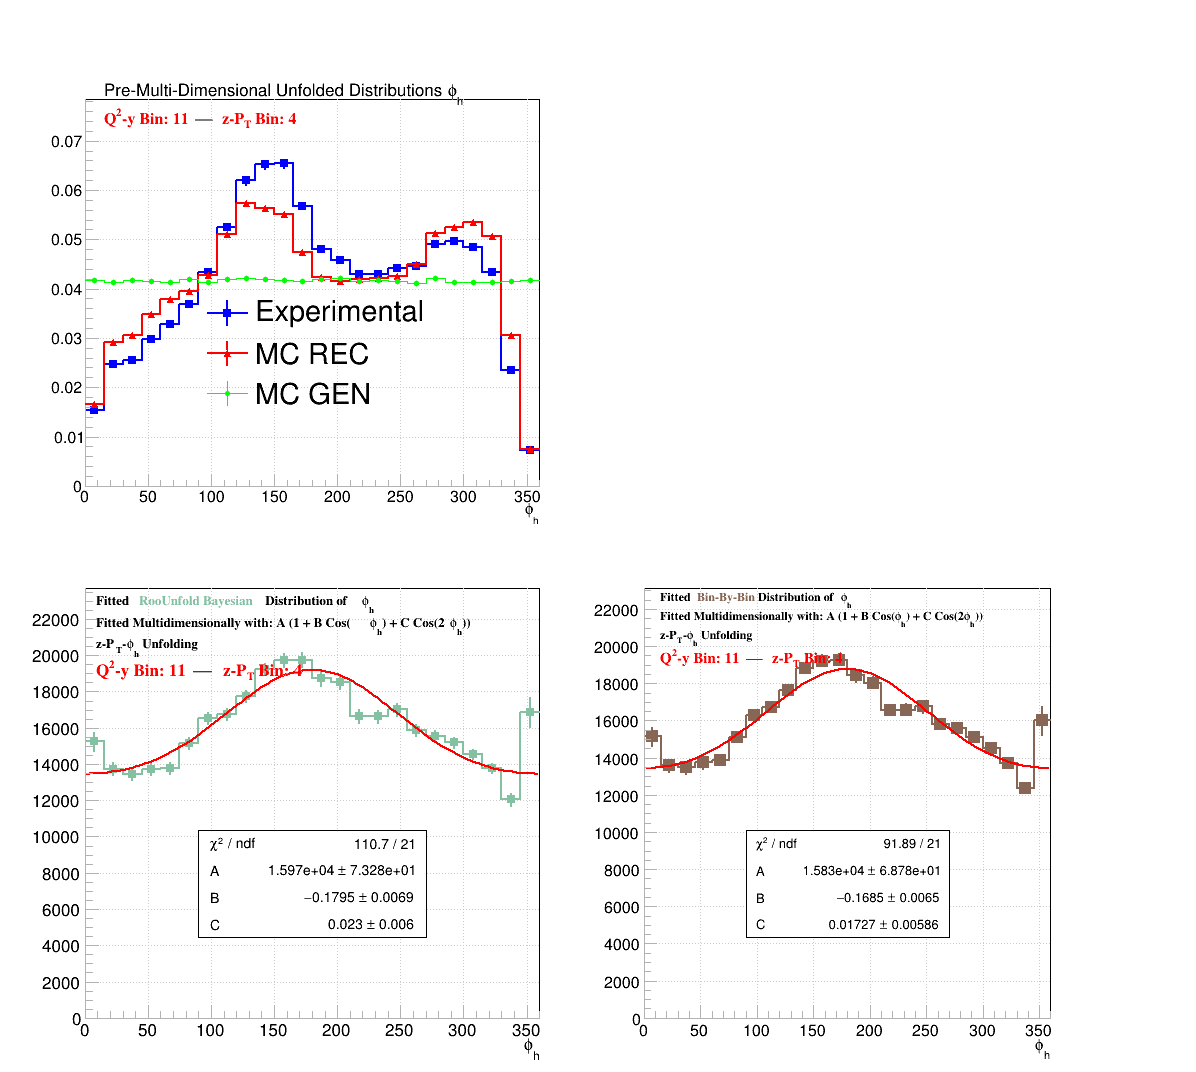 Pre-Multi-Dimensional Unfolded Distributions ϕh
Q2-y Bin: 11 — z-PT Bin: 4
0.07
0.06
0.05
0.04
0.03
0.02
0.01
0
Experimental
MC REC
MC GEN
0 50 100 150 200 250 300 350
ϕh
Fitted RooUnfold Bayesian Distribution of ϕh
Fitted Multidimensionally with: A (1 + B Cos(ϕh) + C Cos(2 ϕh))
z-PT-ϕh Unfolding
Q2-y Bin: 11 — z-PT Bin: 4
22000
20000
18000
16000
14000
12000
10000
8000
6000
4000
2000
0
χ2 / ndf 110.7 / 21
A 1.597e+04 ± 7.328e+01
B −0.1795 ± 0.0069
C 0.023 ± 0.006
0 50 100 150 200 250 300 350
ϕh
Fitted Bin-By-Bin Distribution of ϕh
Fitted Multidimensionally with: A (1 + B Cos(ϕh) + C Cos(2ϕh))
z-PT-ϕh Unfolding
Q2-y Bin: 11 — z-PT Bin: 4
22000
20000
18000
16000
14000
12000
10000
8000
6000
4000
2000
0
χ2 / ndf 91.89 / 21
A 1.583e+04 ± 6.878e+01
B −0.1685 ± 0.0065
C 0.01727 ± 0.00586
0 50 100 150 200 250 300 350
ϕh